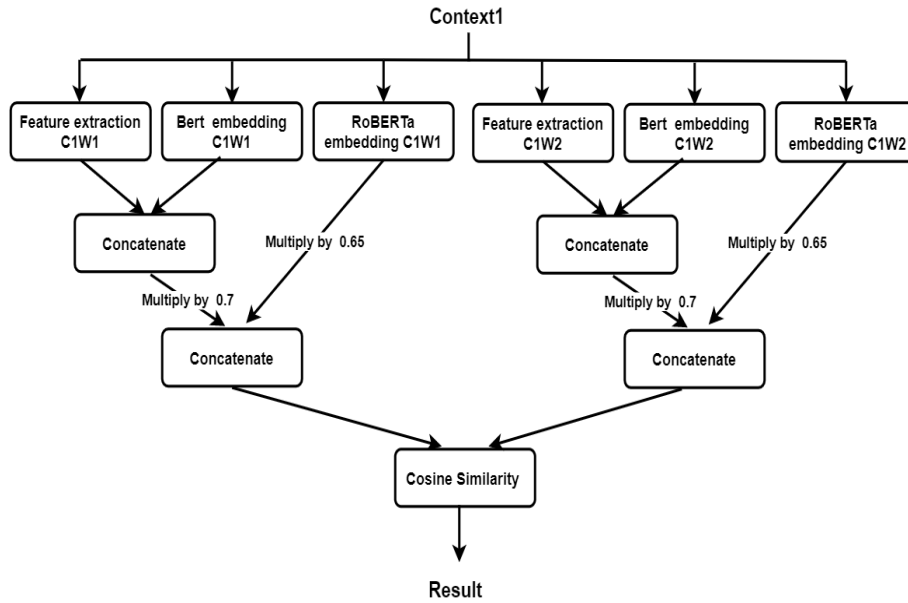 Context1
Feature extraction
C1W1
Bert embedding
C1W1
RoBERTa
embedding C1W1
Feature extraction
C1W2
Bert embedding
C1W2
RoBERTa
embedding C1W2
Concatenate
Multiply by 0.65
Concatenate
Multiply by 0.65
Multiply by 0.7
Multiply by 0.7
Concatenate
Concatenate
Cosine Similarity
Result